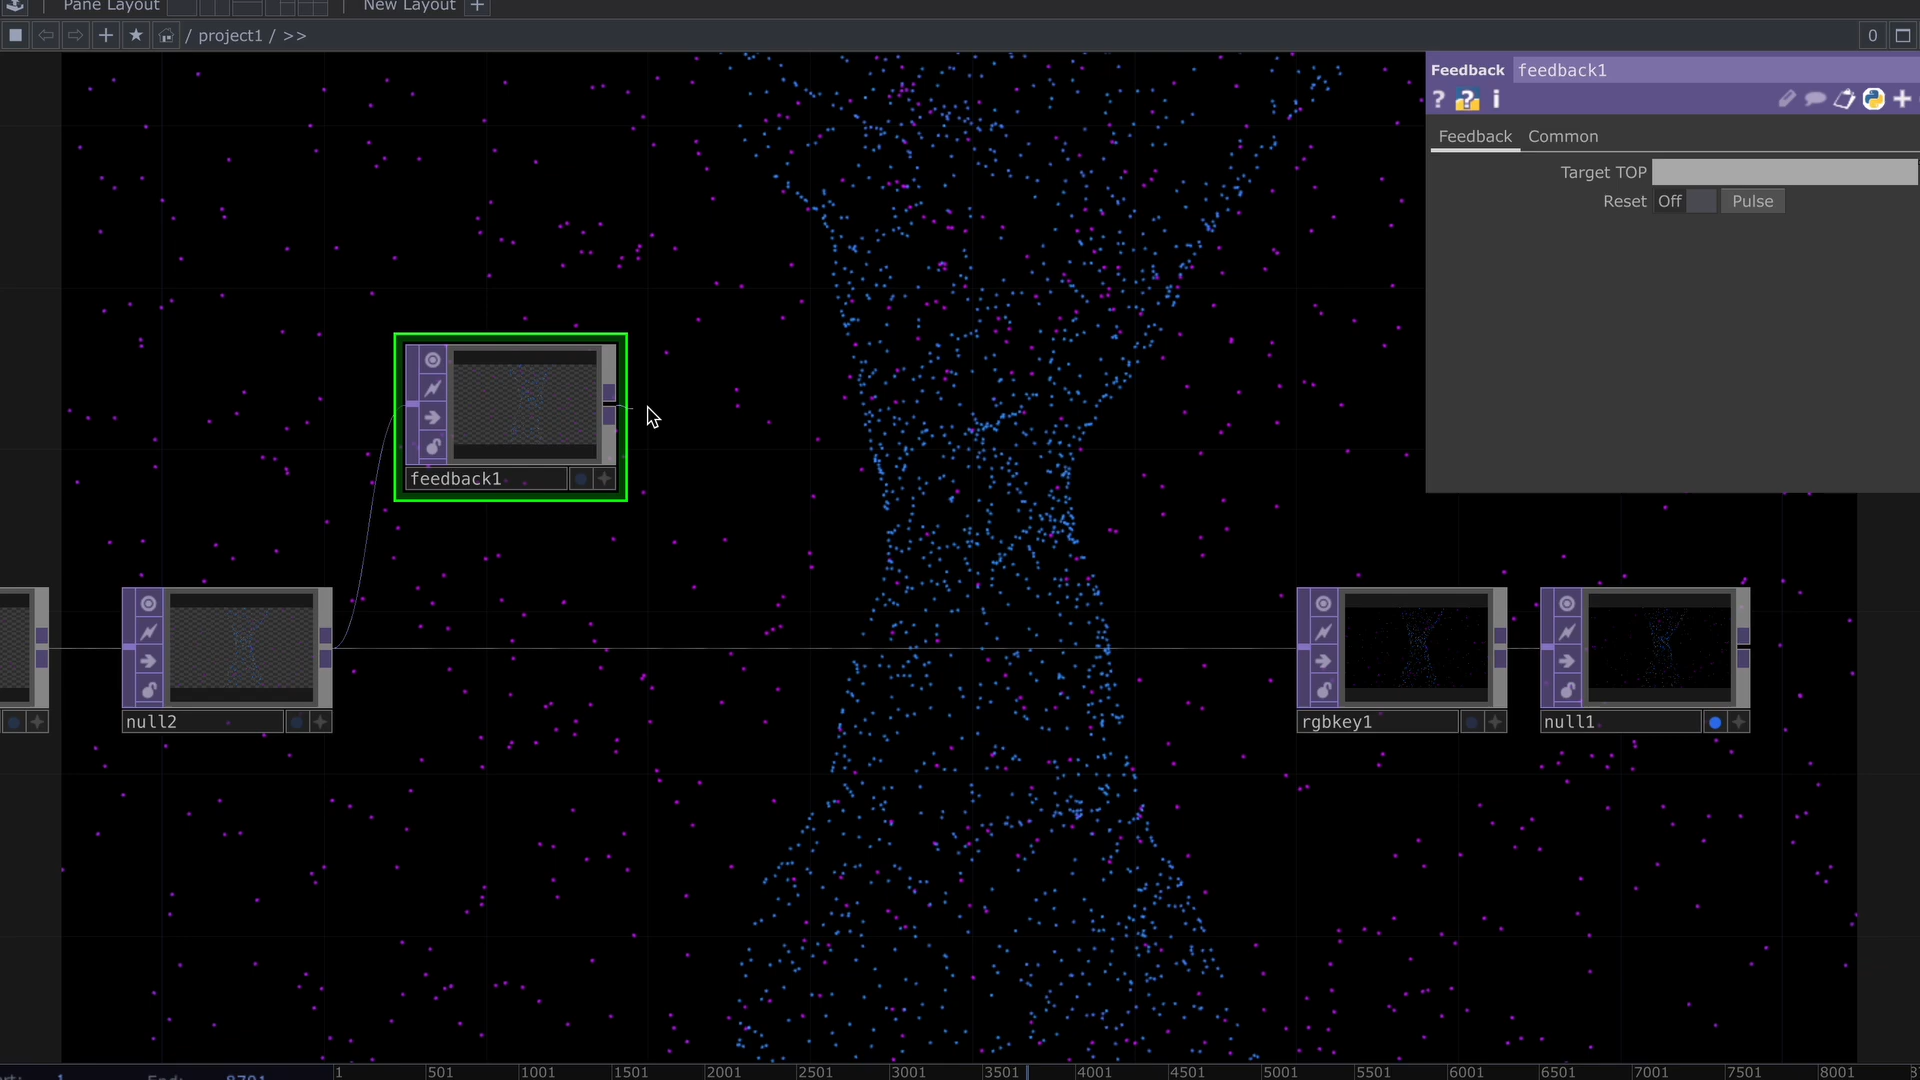 Pane Layout New Layout +
/ project1 / >> 0
Feedback feedback1
? ? i
Feedback Common
Target TOP
Reset Off Pulse
feedback1
null2
rgbkey1
null1
1 501 1001 1501 2001 2501 3001 3501 4001 4501 5001 5501 6501 6001 7001 7501 8001